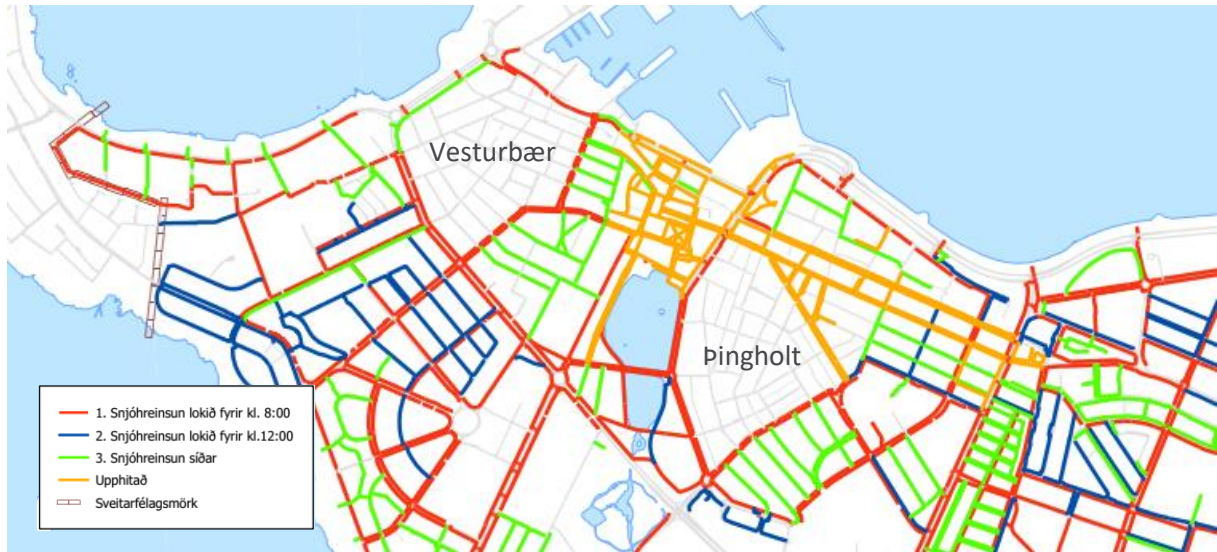 Vesturbær
Þingholt
1. Snjóhreinsun lokið fyrir kl. 8:00
2. Snjóhreinsun lokið fyrir kl.12:00
3. Snjóhreinsun síðar
Upphitað
Sveitarfélagsmörk